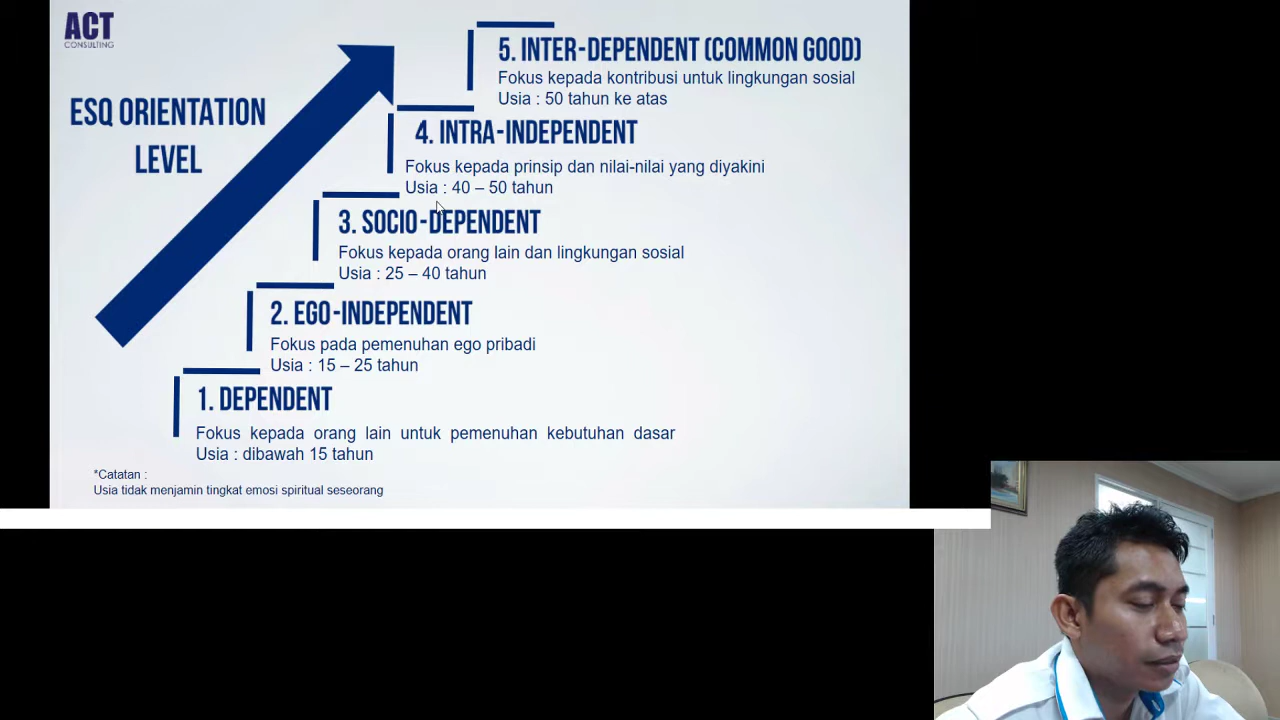 ACT
CONSULTING
ESQ ORIENTATION
LEVEL
5. INTER-DEPENDENT (COMMON GOOD)
Fokus kepada kontribusi untuk lingkungan sosial
Usia : 50 tahun ke atas
4. INTRA-INDEPENDENT
Fokus kepada prinsip dan nilai-nilai yang diyakini
Usia : 40 – 50 tahun
3. SOCIO-DEPENDENT
Fokus kepada orang lain dan lingkungan sosial
Usia : 25 – 40 tahun
2. EGO-INDEPENDENT
Fokus pada pemenuhan ego pribadi
Usia : 15 – 25 tahun
1. DEPENDENT
Fokus kepada orang lain untuk pemenuhan kebutuhan dasar
Usia : dibawah 15 tahun
*Catatan :
Usia tidak menjamin tingkat emosi spiritual seseorang